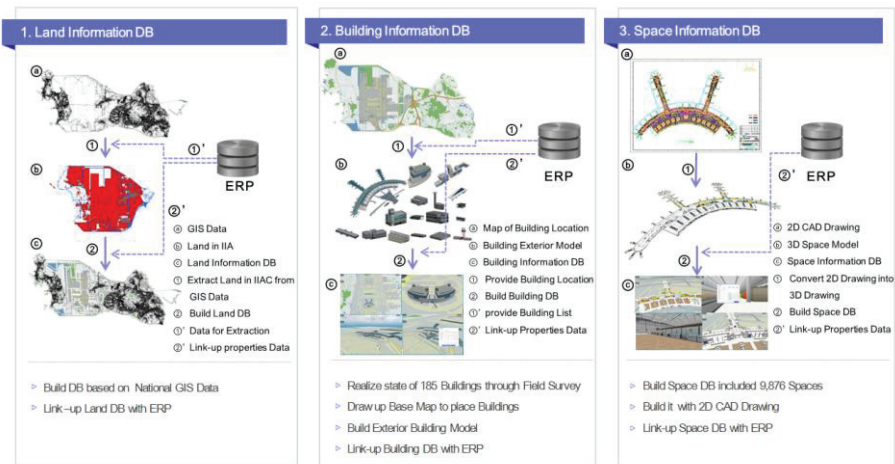 1. Land Information DB
ⓐ
①
①'
ERP
ⓑ
②'
②
ⓒ
ⓐ GIS Data
ⓑ Land in IIA
ⓒ Land Information DB
① Extract Land in IIAC from
GIS Data
② Build Land DB
①' Data for Extraction
②' Link-up properties Data
▷ Build DB based on National GIS Data
▷ Link–up Land DB with ERP
2. Building Information DB
ⓐ
①
①'
②'
ERP
ⓑ
②
ⓒ
ⓐ Map of Building Location
ⓑ Building Exterior Model
ⓒ Building Information DB
① Provide Building Location
② Build Building DB
①' provide Building List
②' Link-up Properties Data
▷ Realize state of 185 Buildings through Field Survey
▷ Draw up Base Map to place Buildings
▷ Build Exterior Building Model
▷ Link-up Building DB with ERP
3. Space Information DB
ⓐ
①
②'
ERP
ⓑ
②
ⓒ
ⓐ 2D CAD Drawing
ⓑ 3D Space Model
ⓒ Space Information DB
① Convert 2D Drawing into
3D Drawing
② Build Space DB
②' Link-up Properties Data
▷ Build Space DB included 9,876 Spaces
▷ Build it with 2D CAD Drawing
▷ Link-up Space DB with ERP